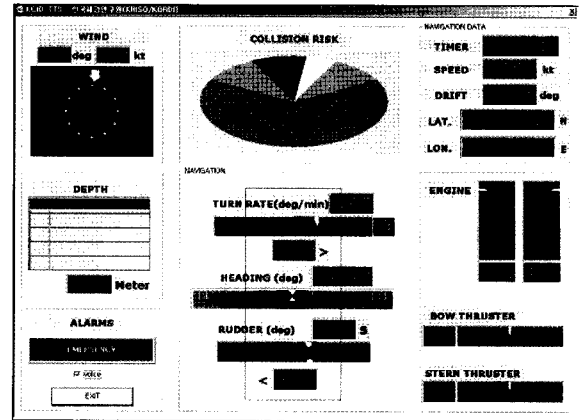 WIND
deg kt
DEPTH
Meter
ALARMS
EMERGENCY
Voice
EXIT
COLLISION RISK
NAVIGATION
TURN RATE(deg/min)
>
HEADING (deg)
RUDDER (deg) S
<
NAVIGATION DATA
TIMER
SPEED kt
DRIFT deg
LAT. N
LON. E
ENGINE
BOW THRUSTER
STERN THRUSTER